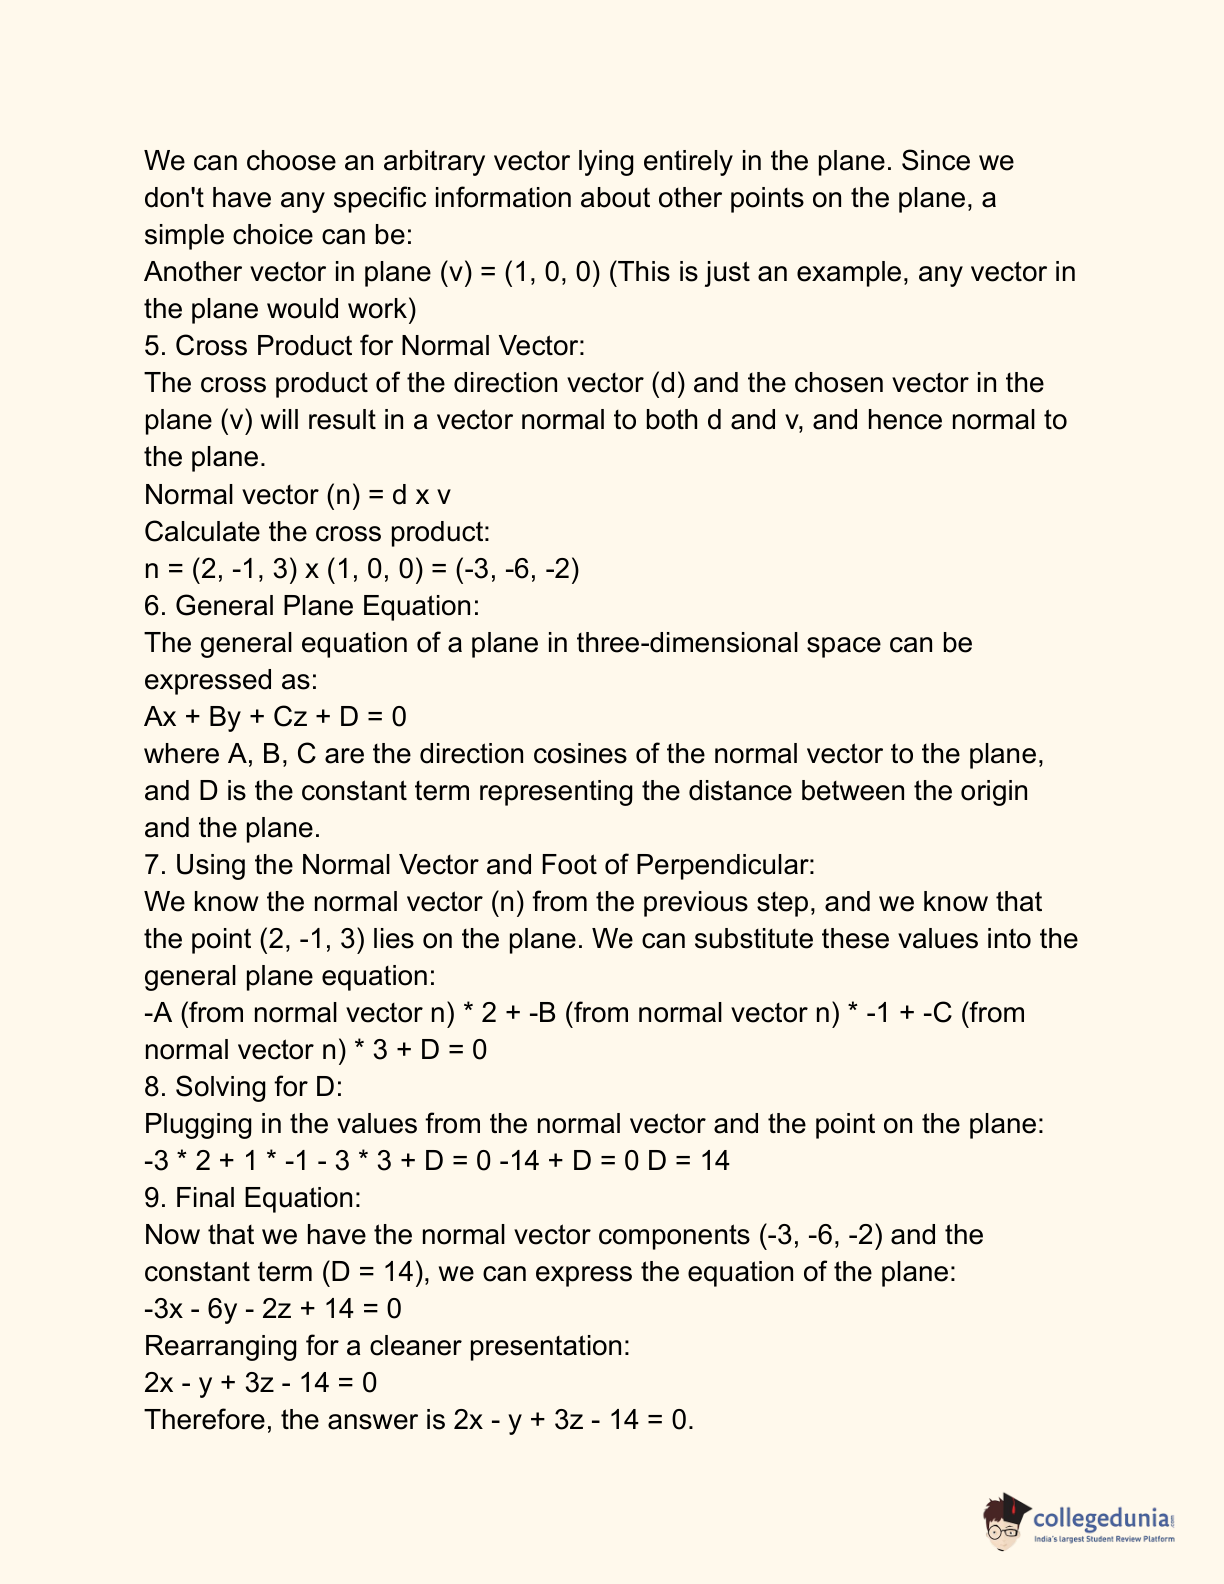 We can choose an arbitrary vector lying entirely in the plane. Since we
don't have any specific information about other points on the plane, a
simple choice can be:
Another vector in plane (v) = (1, 0, 0) (This is just an example, any vector in
the plane would work)
5. Cross Product for Normal Vector:
The cross product of the direction vector (d) and the chosen vector in the
plane (v) will result in a vector normal to both d and v, and hence normal to
the plane.
Normal vector (n) = d x v
Calculate the cross product:
n = (2, -1, 3) x (1, 0, 0) = (-3, -6, -2)
6. General Plane Equation:
The general equation of a plane in three-dimensional space can be
expressed as:
Ax + By + Cz + D = 0
where A, B, C are the direction cosines of the normal vector to the plane,
and D is the constant term representing the distance between the origin
and the plane.
7. Using the Normal Vector and Foot of Perpendicular:
We know the normal vector (n) from the previous step, and we know that
the point (2, -1, 3) lies on the plane. We can substitute these values into the
general plane equation:
-A (from normal vector n) * 2 + -B (from normal vector n) * -1 + -C (from
normal vector n) * 3 + D = 0
8. Solving for D:
Plugging in the values from the normal vector and the point on the plane:
-3 * 2 + 1 * -1 - 3 * 3 + D = 0 -14 + D = 0 D = 14
9. Final Equation:
Now that we have the normal vector components (-3, -6, -2) and the
constant term (D = 14), we can express the equation of the plane:
-3x - 6y - 2z + 14 = 0
Rearranging for a cleaner presentation:
2x - y + 3z - 14 = 0
Therefore, the answer is 2x - y + 3z - 14 = 0.
collegedunia
India's largest Student Review Platform